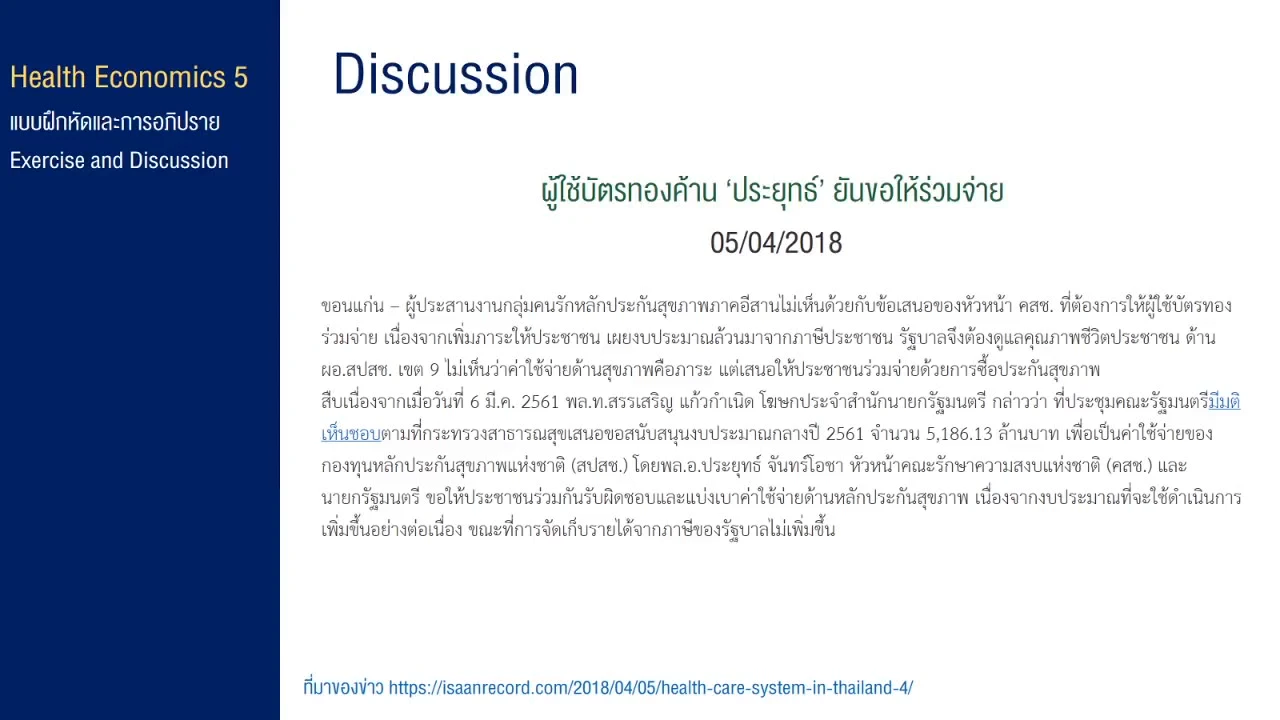 Health Economics 5
แบบฝึกหัดและการอภิปราย
Exercise and Discussion
Discussion
ผู้ใช้บัตรทองค้าน ‘ประยุทธ์’ ยันขอให้ร่วมจ่าย
05/04/2018
ขอนแก่น – ผู้ประสานงานกลุ่มคนรักหลักประกันสุขภาพภาคอีสานไม่เห็นด้วยกับข้อเสนอของหัวหน้า คสช. ที่ต้องการให้ผู้ใช้บัตรทอง
ร่วมจ่าย เนื่องจากเพิ่มภาระให้ประชาชน เผยงบประมาณล้วนมาจากภาษีประชาชน รัฐบาลจึงต้องดูแลคุณภาพชีวิตประชาชน ด้าน
ผอ.สปสช. เขต 9 ไม่เห็นว่าค่าใช้จ่ายด้านสุขภาพคือภาระ แต่เสนอให้ประชาชนร่วมจ่ายด้วยการซื้อประกันสุขภาพ
สืบเนื่องจากเมื่อวันที่ 6 มี.ค. 2561 พล.ท.สรรเสริญ แก้วกำเนิด โฆษกประจำสำนักนายกรัฐมนตรี กล่าวว่า ที่ประชุมคณะรัฐมนตรีมีมติ
เห็นชอบตามที่กระทรวงสาธารณสุขเสนอขอสนับสนุนงบประมาณกลางปี 2561 จำนวน 5,186.13 ล้านบาท เพื่อเป็นค่าใช้จ่ายของ
กองทุนหลักประกันสุขภาพแห่งชาติ (สปสช.) โดยพล.อ.ประยุทธ์ จันทร์โอชา หัวหน้าคณะรักษาความสงบแห่งชาติ (คสช.) และ
นายกรัฐมนตรี ขอให้ประชาชนร่วมกันรับผิดชอบและแบ่งเบาค่าใช้จ่ายด้านหลักประกันสุขภาพ เนื่องจากงบประมาณที่จะใช้ดำเนินการ
เพิ่มขึ้นอย่างต่อเนื่อง ขณะที่การจัดเก็บรายได้จากภาษีของรัฐบาลไม่เพิ่มขึ้น
ที่มาของข่าว https://isaanrecord.com/2018/04/05/health-care-system-in-thailand-4/